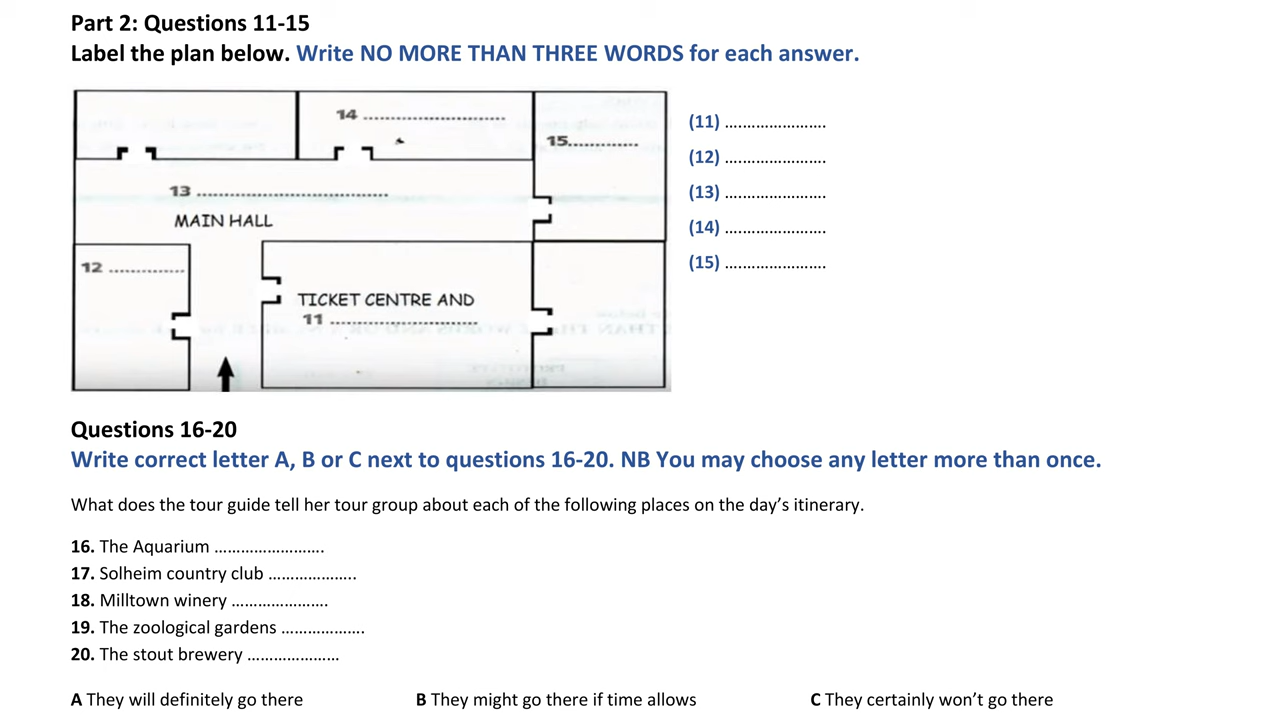 Part 2: Questions 11-15
Label the plan below. Write NO MORE THAN THREE WORDS for each answer.
14 ..............................
15..............
13 ..........................................
MAIN HALL
12 ................
TICKET CENTRE AND
11 ................................
(11) ........................
(12) ........................
(13) ........................
(14) ........................
(15) ........................
Questions 16-20
Write correct letter A, B or C next to questions 16-20. NB You may choose any letter more than once.
What does the tour guide tell her tour group about each of the following places on the day’s itinerary.
16. The Aquarium …………………….
17. Solheim country club ………………..
18. Milltown winery ………………….
19. The zoological gardens ……………….
20. The stout brewery …………………
A They will definitely go there B They might go there if time allows C They certainly won’t go there